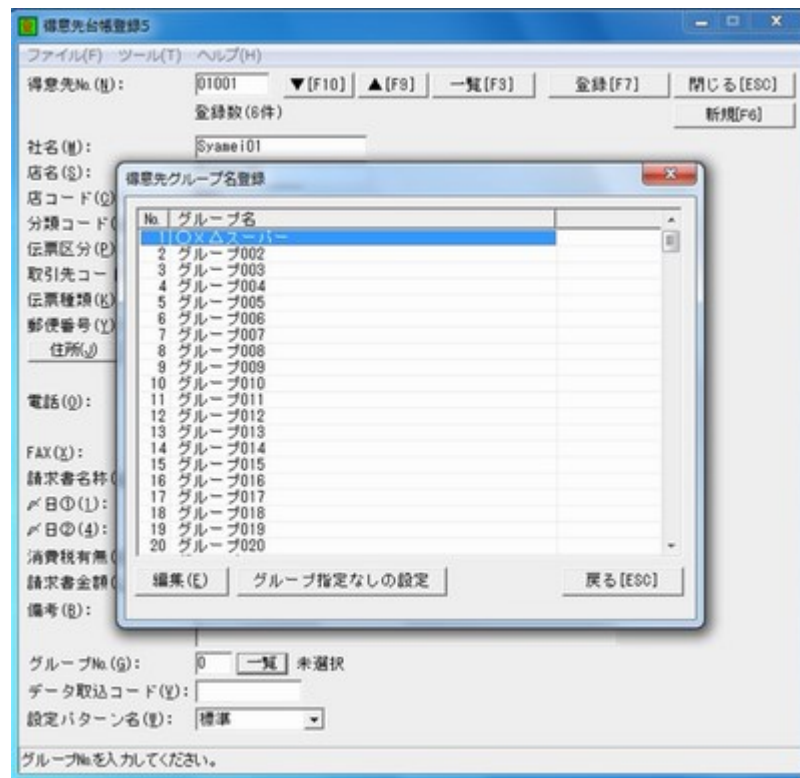 得意先台帳登録5
ファイル(F) ツール(T) ヘルプ(H)
得意先No.(N): 01001 ▼[F10] ▲[F9] 一覧[F3] 登録[F7] 閉じる[ESC]
登録数(6件) 新規[F6]
社名(M): Syamei01
店名(S):
店コード(O)
分類コード(
伝票区分(P)
取引先コー
伝票種類(K)
郵便番号(Y)
住所(J)
電話(Q):
FAX(X):
請求書名称(
〆日①(1):
〆日②(4):
消費税有無(
請求書金額(
備考(B):
得意先グループ名登録
No. グループ名
1 〇×△スーパー
2 グループ002
3 グループ003
4 グループ004
5 グループ005
6 グループ006
7 グループ007
8 グループ008
9 グループ009
10 グループ010
11 グループ011
12 グループ012
13 グループ013
14 グループ014
15 グループ015
16 グループ016
17 グループ017
18 グループ018
19 グループ019
20 グループ020
編集(E) グループ指定なしの設定 戻る[ESC]
グループNo.(G): 0 一覧 未選択
データ取込コード(V):
設定パターン名(W): 標準
グループNo.を入力してください。